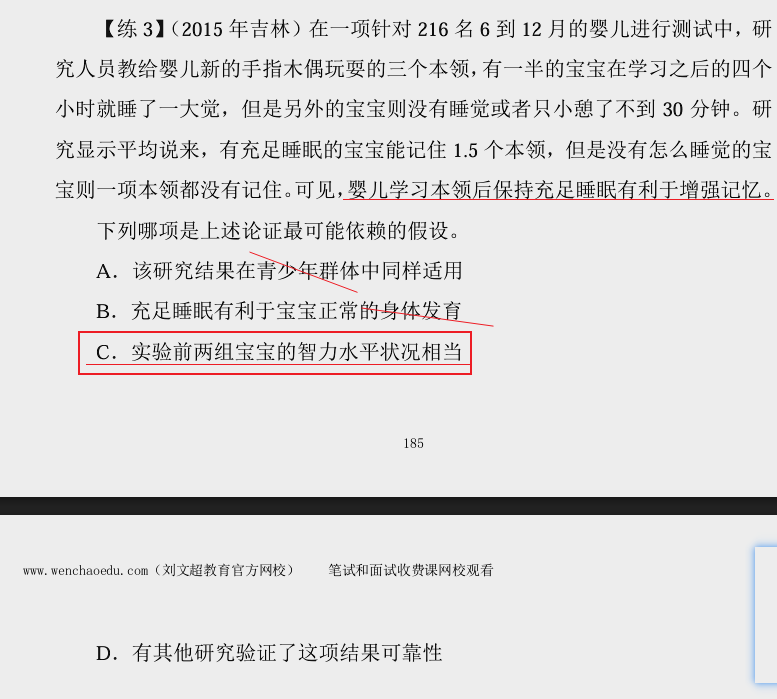 【练 3】（2015 年吉林）在一项针对 216 名 6 到 12 月的婴儿进行测试中，研
究人员教给婴儿新的手指木偶玩耍的三个本领，有一半的宝宝在学习之后的四个
小时就睡了一大觉，但是另外的宝宝则没有睡觉或者只小憩了不到 30 分钟。研
究显示平均说来，有充足睡眠的宝宝能记住 1.5 个本领，但是没有怎么睡觉的宝
宝则一项本领都没有记住。可见，婴儿学习本领后保持充足睡眠有利于增强记忆。
下列哪项是上述论证最可能依赖的假设。
A．该研究结果在青少年群体中同样适用
B．充足睡眠有利于宝宝正常的身体发育
C．实验前两组宝宝的智力水平状况相当
185
www.wenchaoedu.com（刘文超教育官方网校） 笔试和面试收费课网校观看
D．有其他研究验证了这项结果可靠性